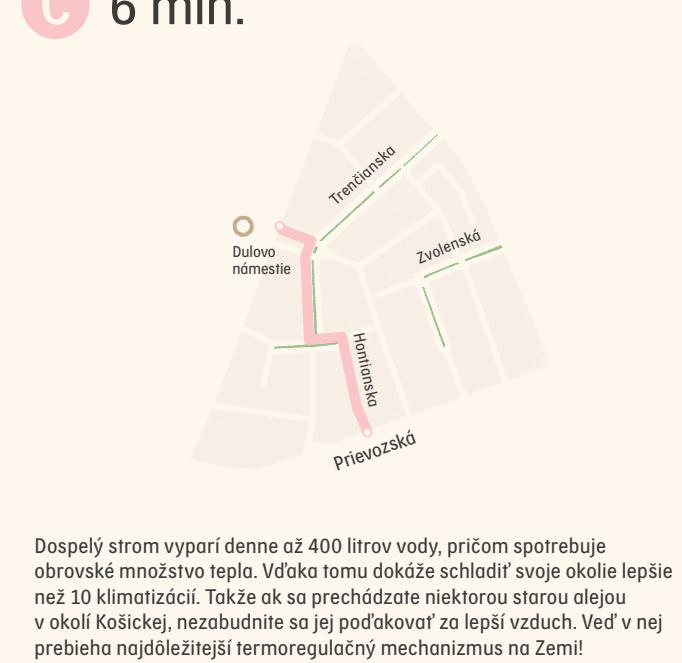 C 6 min.
Trenčianska
Zvolenská
Dulovo
námestie
Hontianska
Prievozská
Dospelý strom vyparí denne až 400 litrov vody, pričom spotrebuje
obrovské množstvo tepla. Vďaka tomu dokáže schladiť svoje okolie lepšie
než 10 klimatizácií. Takže ak sa prechádzate niektorou starou alejou
v okolí Košickej, nezabudnite sa jej poďakovať za lepší vzduch. Veď v nej
prebieha najdôležitejší termoregulačný mechanizmus na Zemi!